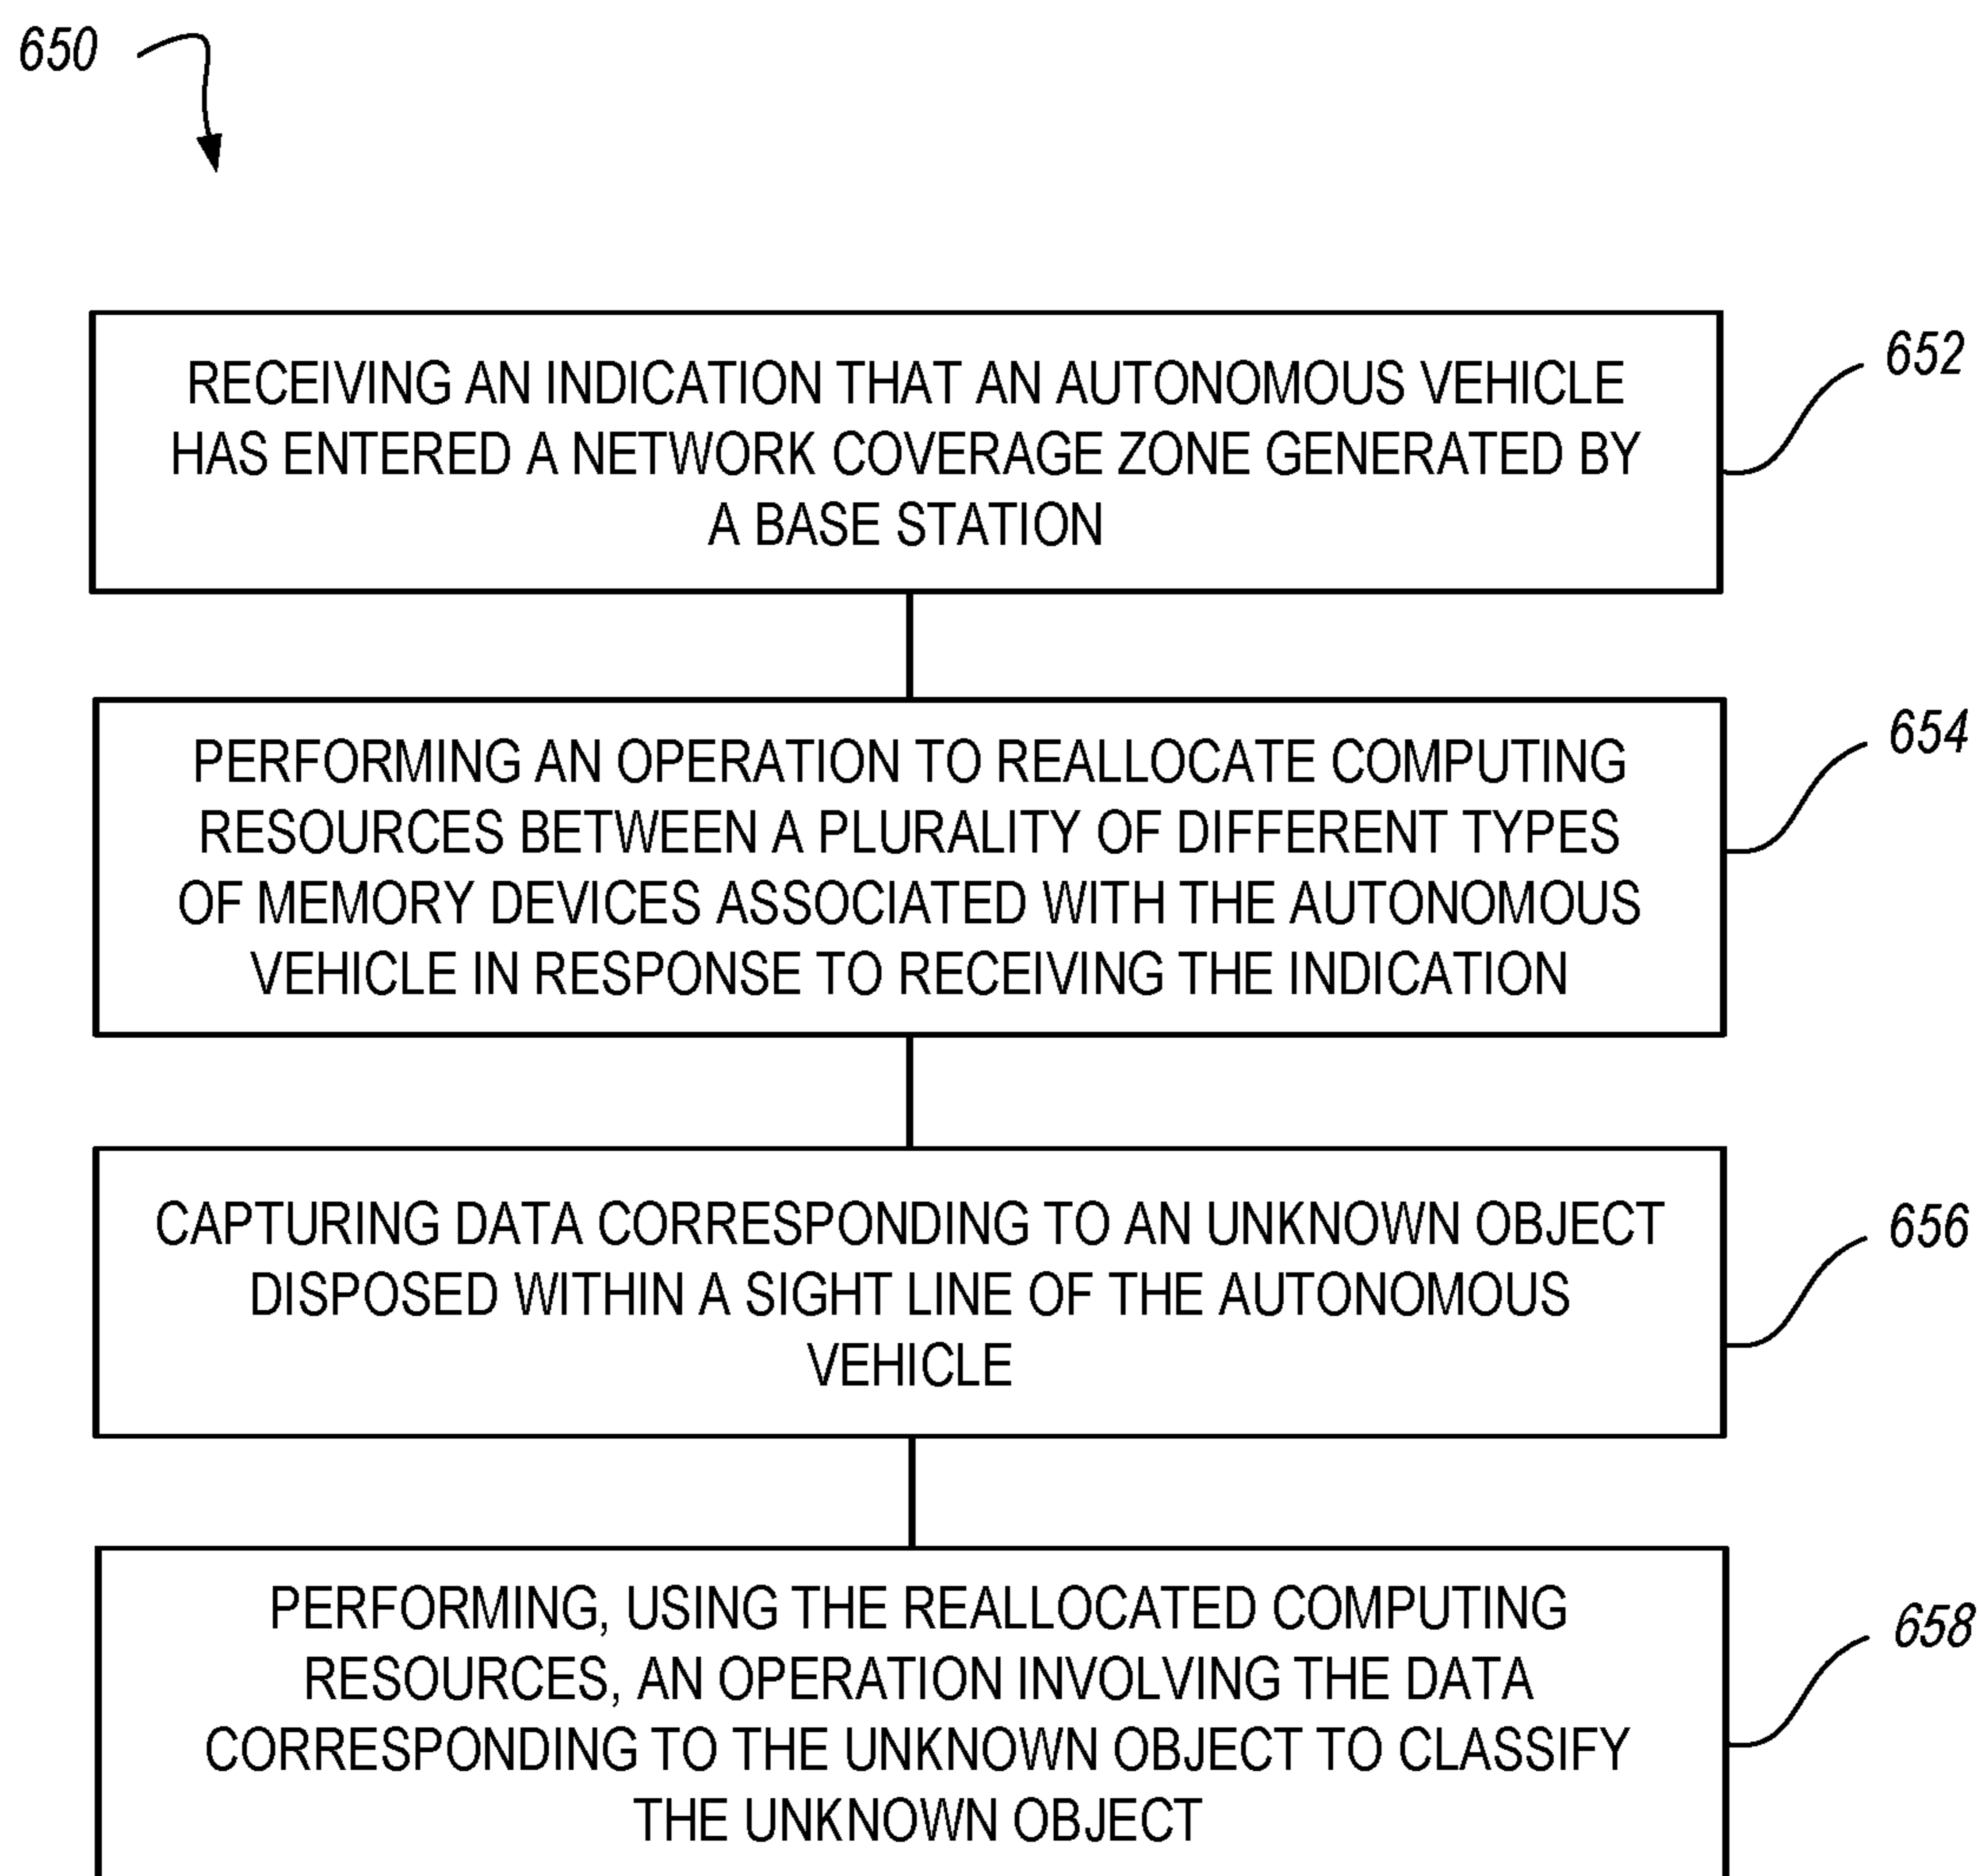 650
RECEIVING AN INDICATION THAT AN AUTONOMOUS VEHICLE
HAS ENTERED A NETWORK COVERAGE ZONE GENERATED BY
A BASE STATION
652
PERFORMING AN OPERATION TO REALLOCATE COMPUTING
RESOURCES BETWEEN A PLURALITY OF DIFFERENT TYPES
OF MEMORY DEVICES ASSOCIATED WITH THE AUTONOMOUS
VEHICLE IN RESPONSE TO RECEIVING THE INDICATION
654
CAPTURING DATA CORRESPONDING TO AN UNKNOWN OBJECT
DISPOSED WITHIN A SIGHT LINE OF THE AUTONOMOUS
VEHICLE
656
PERFORMING, USING THE REALLOCATED COMPUTING
RESOURCES, AN OPERATION INVOLVING THE DATA
CORRESPONDING TO THE UNKNOWN OBJECT TO CLASSIFY
THE UNKNOWN OBJECT
658